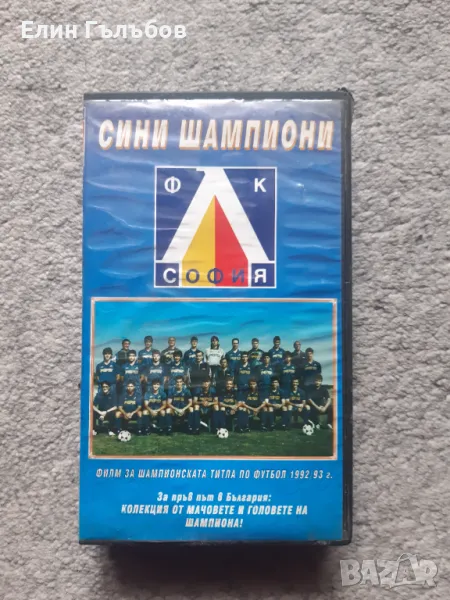 Елин Гълъбов
СИНИ ШАМПИОНИ
Ф К
СОФИЯ
ФИЛМ ЗА ШАМПИОНСКАТА ТИТЛА ПО ФУТБОЛ 1992/93 г.
За пръв път в България:
КОЛЕКЦИЯ ОТ МАЧОВЕТЕ И ГОЛОВЕТЕ НА
ШАМПИОНА!
BAZAR